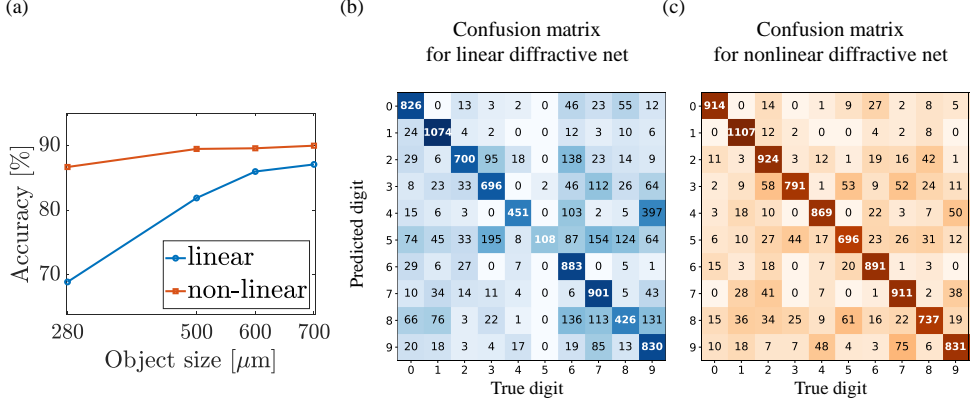 (a)
90
80
70
Accuracy [%]
linear
non-linear
280 500 600 700
Object size [μm]
(b)
Confusion matrix
for linear diffractive net
Predicted digit
0 826 0 13 3 2 0 46 23 55 12
1 24 1074 4 2 0 0 12 3 10 6
2 29 6 700 95 18 0 138 23 14 9
3 8 23 33 696 0 2 46 112 26 64
4 15 6 3 0 451 0 103 2 5 397
5 74 45 33 195 8 108 87 154 124 64
6 29 6 27 0 7 0 883 0 5 1
7 10 34 14 11 4 0 6 901 5 43
8 66 76 3 22 1 0 136 113 426 131
9 20 18 3 4 17 0 19 85 13 830
0 1 2 3 4 5 6 7 8 9
True digit
(c)
Confusion matrix
for nonlinear diffractive net
0 914 0 14 0 1 9 27 2 8 5
1 0 1107 12 2 0 0 4 2 8 0
2 11 3 924 3 12 1 19 16 42 1
3 2 9 58 791 1 53 9 52 24 11
4 3 18 10 0 869 0 22 3 7 50
5 6 10 27 44 17 696 23 26 31 12
6 15 3 18 0 7 20 891 1 3 0
7 0 28 41 0 7 0 1 911 2 38
8 15 36 34 25 9 61 16 22 737 19
9 10 18 7 7 48 4 3 75 6 831
0 1 2 3 4 5 6 7 8 9
True digit